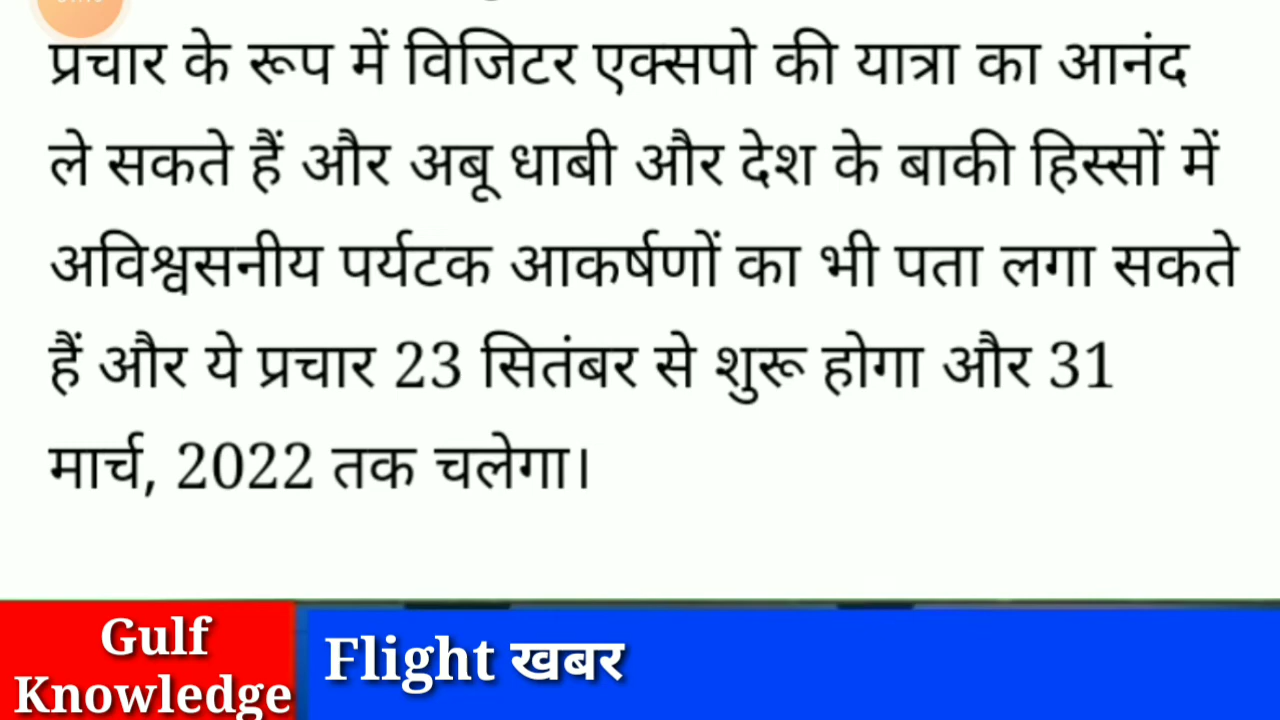 प्रचार के रूप में विजिटर एक्सपो की यात्रा का आनंद
ले सकते हैं और अबू धाबी और देश के बाकी हिस्सों में
अविश्वसनीय पर्यटक आकर्षणों का भी पता लगा सकते
हैं और ये प्रचार 23 सितंबर से शुरू होगा और 31
मार्च, 2022 तक चलेगा।
Gulf
Knowledge
Flight खबर